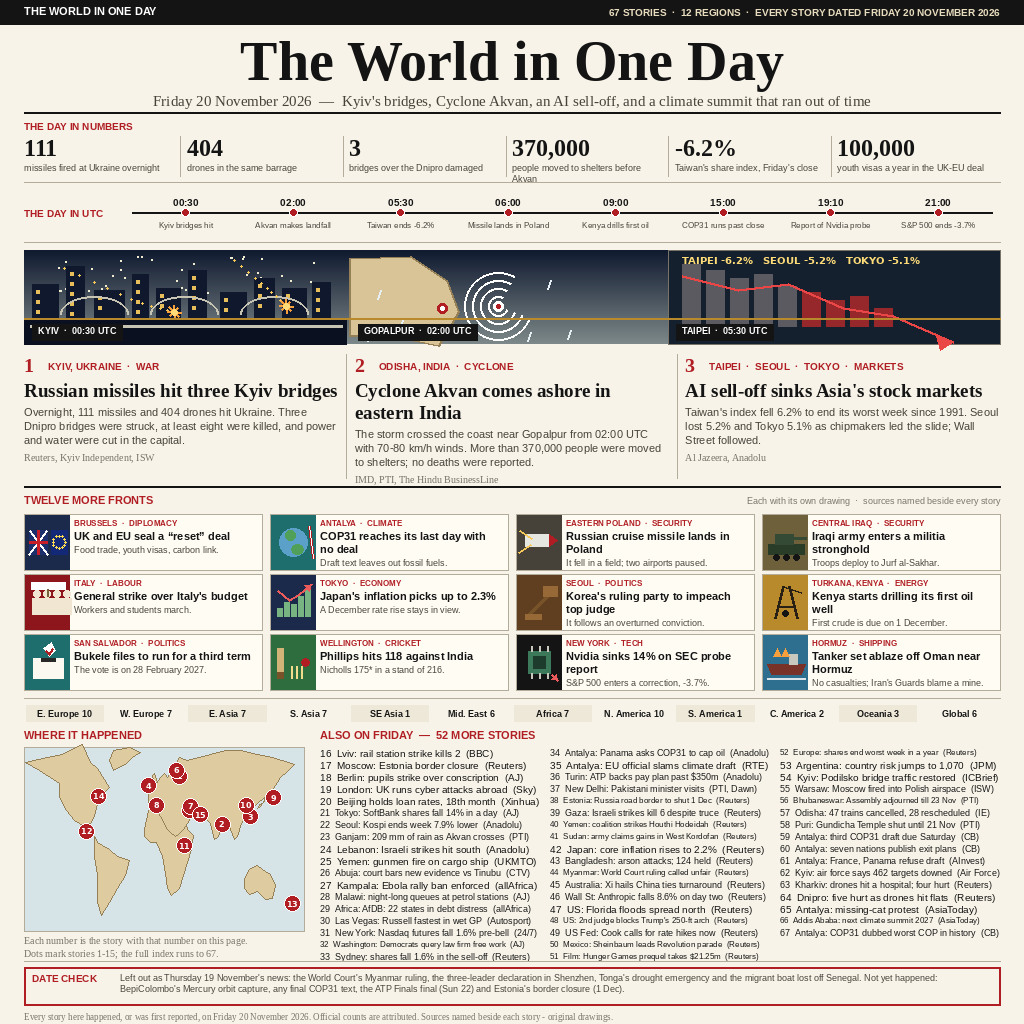 THE WORLD IN ONE DAY
67 STORIES · 12 REGIONS · EVERY STORY DATED FRIDAY 20 NOVEMBER 2026
The World in One Day
Friday 20 November 2026 — Kyiv's bridges, Cyclone Akvan, an AI sell-off, and a climate summit that ran out of time
THE DAY IN NUMBERS
111
missiles fired at Ukraine overnight
404
drones in the same barrage
3
bridges over the Dnipro damaged
370,000
people moved to shelters before
Akvan
-6.2%
Taiwan's share index, Friday's close
100,000
youth visas a year in the UK-EU deal
THE DAY IN UTC
00:30
Kyiv bridges hit
02:00
Akvan makes landfall
05:30
Taiwan ends -6.2%
06:00
Missile lands in Poland
09:00
Kenya drills first oil
15:00
COP31 runs past close
19:10
Report of Nvidia probe
21:00
S&P 500 ends -3.7%
KYIV · 00:30 UTC
GOPALPUR · 02:00 UTC
TAIPEI -6.2% SEOUL -5.2% TOKYO -5.1%
TAIPEI · 05:30 UTC
1 KYIV, UKRAINE · WAR
Russian missiles hit three Kyiv bridges
Overnight, 111 missiles and 404 drones hit Ukraine. Three
Dnipro bridges were struck, at least eight were killed, and power
and water were cut in the capital.
Reuters, Kyiv Independent, ISW
2 ODISHA, INDIA · CYCLONE
Cyclone Akvan comes ashore in
eastern India
The storm crossed the coast near Gopalpur from 02:00 UTC
with 70-80 km/h winds. More than 370,000 people were moved
to shelters; no deaths were reported.
IMD, PTI, The Hindu BusinessLine
3 TAIPEI · SEOUL · TOKYO · MARKETS
AI sell-off sinks Asia's stock markets
Taiwan's index fell 6.2% to end its worst week since 1991. Seoul
lost 5.2% and Tokyo 5.1% as chipmakers led the slide; Wall
Street followed.
Al Jazeera, Anadolu
TWELVE MORE FRONTS
Each with its own drawing · sources named beside every story
BRUSSELS · DIPLOMACY
UK and EU seal a “reset” deal
Food trade, youth visas, carbon link.
ANTALYA · CLIMATE
COP31 reaches its last day with
no deal
Draft text leaves out fossil fuels.
EASTERN POLAND · SECURITY
Russian cruise missile lands in
Poland
It fell in a field; two airports paused.
CENTRAL IRAQ · SECURITY
Iraqi army enters a militia
stronghold
Troops deploy to Jurf al-Sakhar.
ITALY · LABOUR
General strike over Italy's budget
Workers and students march.
TOKYO · ECONOMY
Japan's inflation picks up to 2.3%
A December rate rise stays in view.
SEOUL · POLITICS
Korea's ruling party to impeach
top judge
It follows an overturned conviction.
TURKANA, KENYA · ENERGY
Kenya starts drilling its first oil
well
First crude is due on 1 December.
SAN SALVADOR · POLITICS
Bukele files to run for a third term
The vote is on 28 February 2027.
WELLINGTON · CRICKET
Phillips hits 118 against India
Nicholls 175* in a stand of 216.
NEW YORK · TECH
Nvidia sinks 14% on SEC probe
report
S&P 500 enters a correction, -3.7%.
HORMUZ · SHIPPING
Tanker set ablaze off Oman near
Hormuz
No casualties; Iran's Guards blame a mine.
E. Europe 10
W. Europe 7
E. Asia 7
S. Asia 7
SE Asia 1
Mid. East 6
Africa 7
N. America 10
S. America 1
C. America 2
Oceania 3
Global 6
WHERE IT HAPPENED
6
4
14
8
7
15
9
10
3
2
12
11
13
Each number is the story with that number on this page.
Dots mark stories 1-15; the full index runs to 67.
ALSO ON FRIDAY — 52 MORE STORIES
16 Lviv: rail station strike kills 2 (BBC)
17 Moscow: Estonia border closure (Reuters)
18 Berlin: pupils strike over conscription (AJ)
19 London: UK runs cyber attacks abroad (Sky)
20 Beijing holds loan rates, 18th month (Xinhua)
21 Tokyo: SoftBank shares fall 14% in a day (AJ)
22 Seoul: Kospi ends week 7.9% lower (Anadolu)
23 Ganjam: 209 mm of rain as Akvan crosses (PTI)
24 Lebanon: Israeli strikes hit south (Anadolu)
25 Yemen: gunmen fire on cargo ship (UKMTO)
26 Abuja: court bars new evidence vs Tinubu (CTV)
27 Kampala: Ebola rally ban enforced (allAfrica)
28 Malawi: night-long queues at petrol stations (AJ)
29 Africa: AfDB: 22 states in debt distress (allAfrica)
30 Las Vegas: Russell fastest in wet GP (Autosport)
31 New York: Nasdaq futures fall 1.6% pre-bell (24/7)
32 Washington: Democrats query law firm free work (AJ)
33 Sydney: shares fall 1.6% in the sell-off (Reuters)
34 Antalya: Panama asks COP31 to cap oil (Anadolu)
35 Antalya: EU official slams climate draft (RTE)
36 Turin: ATP backs pay plan past $350m (Anadolu)
37 New Delhi: Pakistani minister visits (PTI, Dawn)
38 Estonia: Russia road border to shut 1 Dec (Reuters)
39 Gaza: Israeli strikes kill 6 despite truce (Reuters)
40 Yemen: coalition strikes Houthi Hodeidah (Reuters)
41 Sudan: army claims gains in West Kordofan (Reuters)
42 Japan: core inflation rises to 2.2% (Reuters)
43 Bangladesh: arson attacks; 124 held (Reuters)
44 Myanmar: World Court ruling called unfair (Reuters)
45 Australia: Xi hails China ties turnaround (Reuters)
46 Wall St: Anthropic falls 8.6% on day two (Reuters)
47 US: Florida floods spread north (Reuters)
48 US: 2nd judge blocks Trump's 250-ft arch (Reuters)
49 US Fed: Cook calls for rate hikes now (Reuters)
50 Mexico: Sheinbaum leads Revolution parade (Reuters)
51 Film: Hunger Games prequel takes $21.25m (Reuters)
52 Europe: shares end worst week in a year (Reuters)
53 Argentina: country risk jumps to 1,070 (JPM)
54 Kyiv: Podilsko bridge traffic restored (ICBrief)
55 Warsaw: Moscow fired into Polish airspace (ISW)
56 Bhubaneswar: Assembly adjourned till 23 Nov (PTI)
57 Odisha: 47 trains cancelled, 28 rescheduled (IE)
58 Puri: Gundicha Temple shut until 21 Nov (PTI)
59 Antalya: third COP31 draft due Saturday (CB)
60 Antalya: seven nations publish exit plans (CB)
61 Antalya: France, Panama refuse draft (AInvest)
62 Kyiv: air force says 462 targets downed (Air Force)
63 Kharkiv: drones hit a hospital; four hurt (Reuters)
64 Dnipro: five hurt as drones hit flats (Reuters)
65 Antalya: missing-cat protest (AsiaToday)
66 Addis Ababa: next climate summit 2027 (AsiaToday)
67 Antalya: COP31 dubbed worst COP in history (CB)
DATE CHECK
Left out as Thursday 19 November's news: the World Court's Myanmar ruling, the three-leader declaration in Shenzhen, Tonga's drought emergency and the migrant boat lost off Senegal. Not yet happened:
BepiColombo's Mercury orbit capture, any final COP31 text, the ATP Finals final (Sun 22) and Estonia's border closure (1 Dec).
Every story here happened, or was first reported, on Friday 20 November 2026. Official counts are attributed. Sources named beside each story - original drawings.